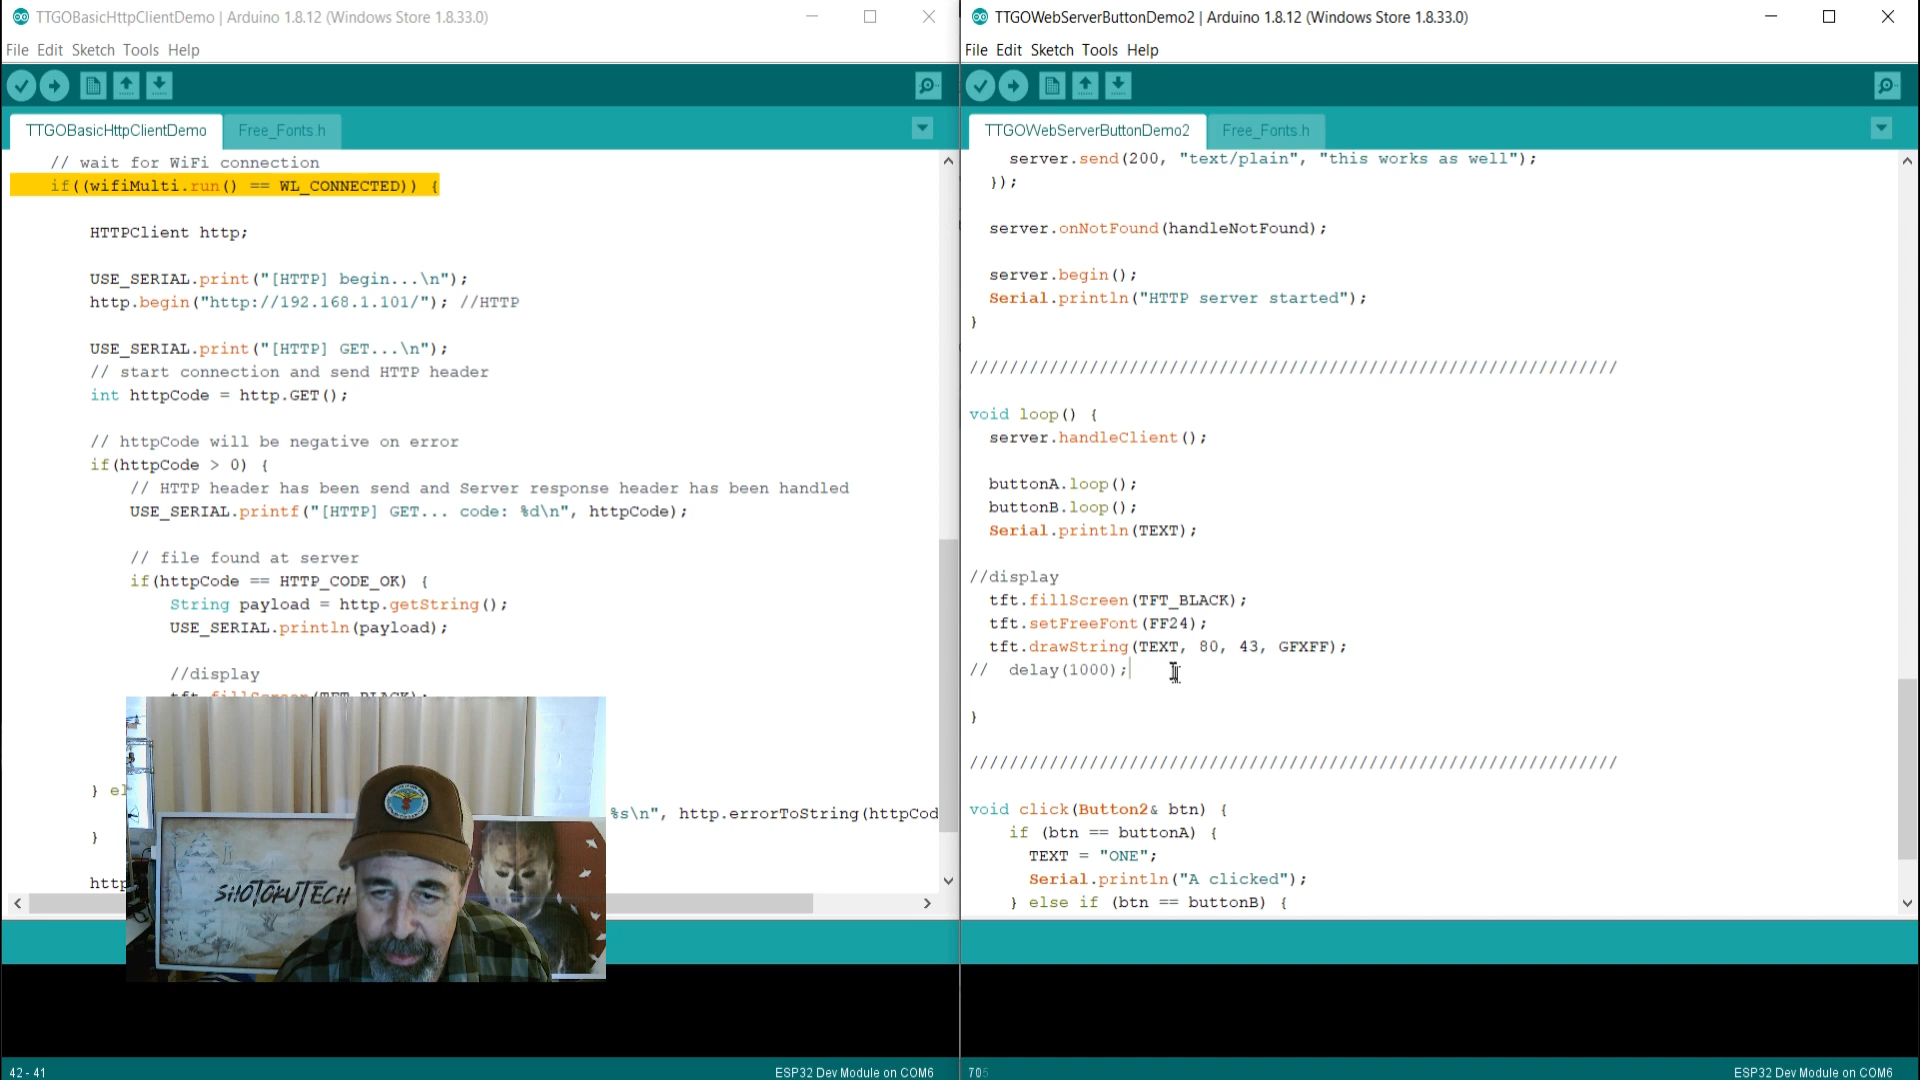 TTGOBasicHttpClientDemo | Arduino 1.8.12 (Windows Store 1.8.33.0)
File Edit Sketch Tools Help
TTGOBasicHttpClientDemo Free_Fonts.h
// wait for WiFi connection
if((wifiMulti.run() == WL_CONNECTED)) {
HTTPClient http;
USE_SERIAL.print("[HTTP] begin...\n");
http.begin("http://192.168.1.101/"); //HTTP
USE_SERIAL.print("[HTTP] GET...\n");
// start connection and send HTTP header
int httpCode = http.GET();
// httpCode will be negative on error
if(httpCode > 0) {
// HTTP header has been send and Server response header has been handled
USE_SERIAL.printf("[HTTP] GET... code: %d\n", httpCode);
// file found at server
if(httpCode == HTTP_CODE_OK) {
String payload = http.getString();
USE_SERIAL.println(payload);
//display
tft.fillScreen(TFT_BLACK);
} el
%s\n", http.errorToString(httpCod
}
http
SHOTOKUTECH
42 - 41
ESP32 Dev Module on COM6
TTGOWebServerButtonDemo2 | Arduino 1.8.12 (Windows Store 1.8.33.0)
File Edit Sketch Tools Help
TTGOWebServerButtonDemo2 Free_Fonts.h
server.send(200, "text/plain", "this works as well");
});
server.onNotFound(handleNotFound);
server.begin();
Serial.println("HTTP server started");
}
/////////////////////////////////////////////////////////////////
void loop() {
server.handleClient();
buttonA.loop();
buttonB.loop();
Serial.println(TEXT);
//display
tft.fillScreen(TFT_BLACK);
tft.setFreeFont(FF24);
tft.drawString(TEXT, 80, 43, GFXFF);
// delay(1000);
}
/////////////////////////////////////////////////////////////////
void click(Button2& btn) {
if (btn == buttonA) {
TEXT = "ONE";
Serial.println("A clicked");
} else if (btn == buttonB) {
ESP32 Dev Module on COM6